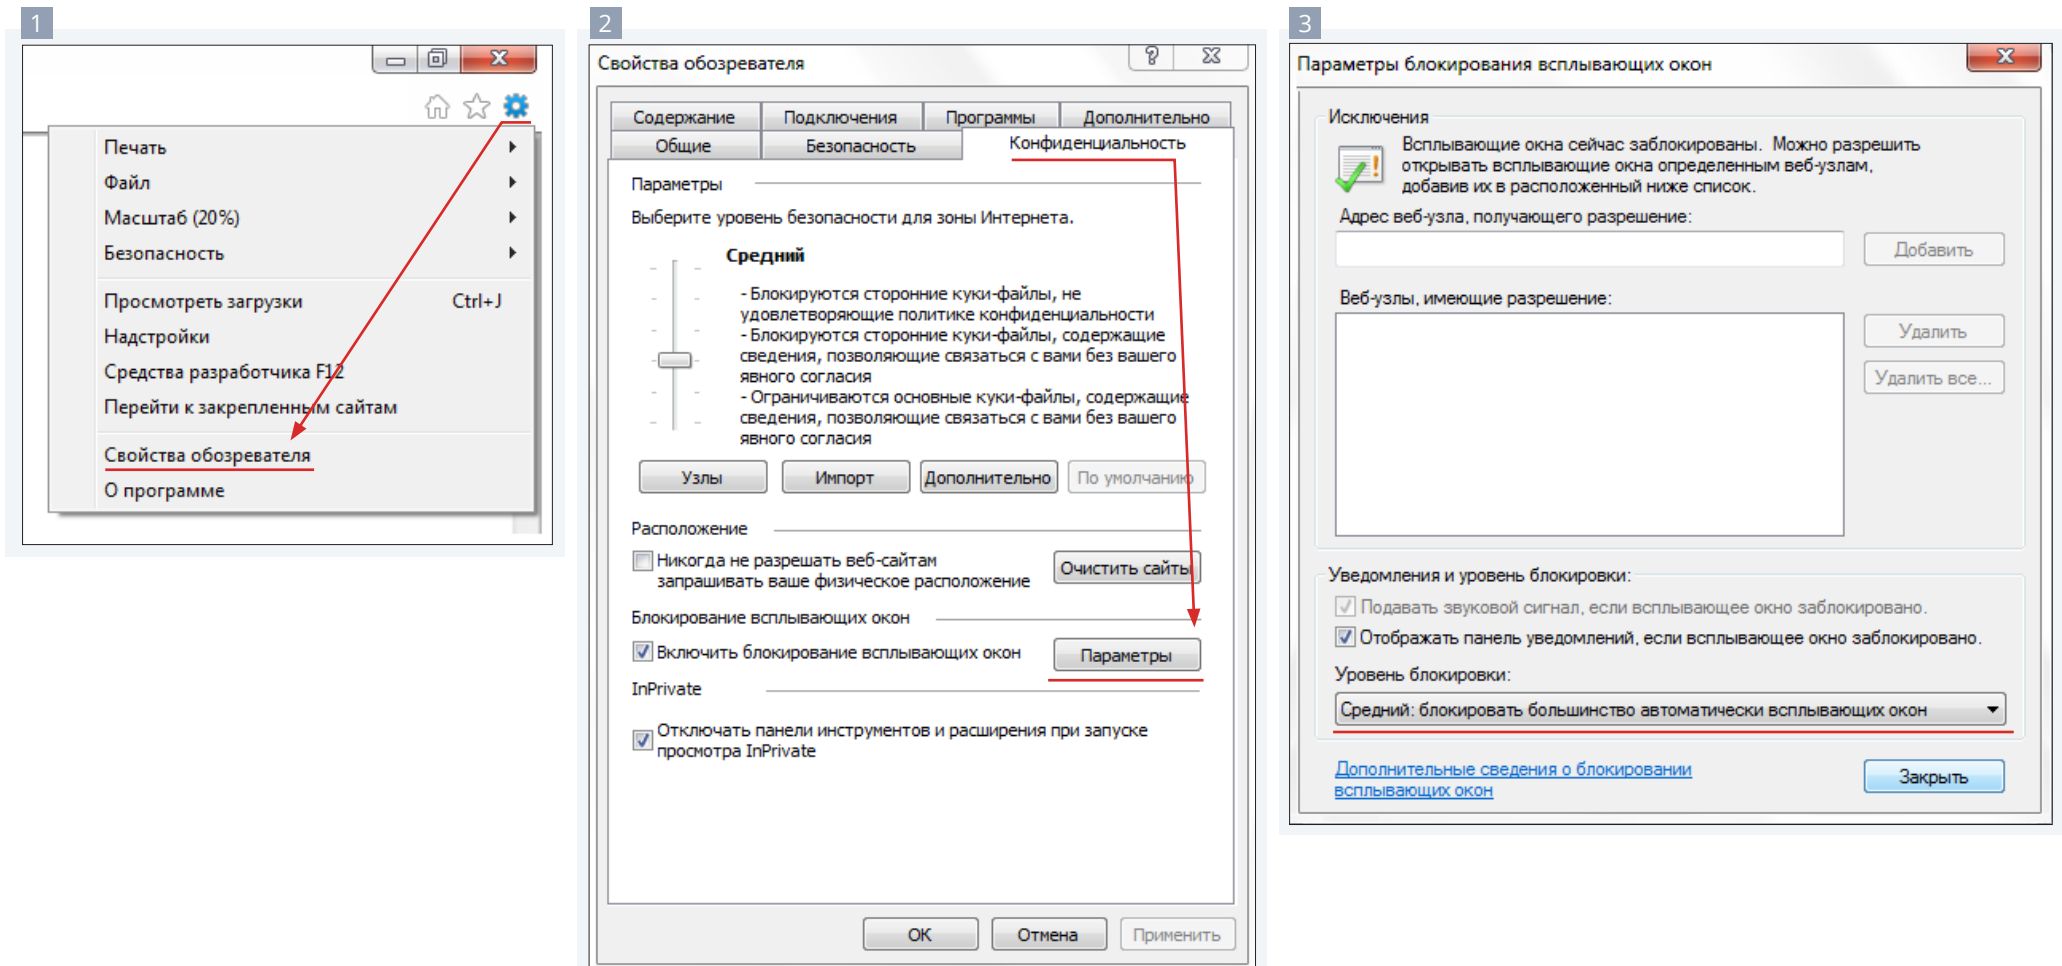 1
Печать
Файл
Масштаб (20%)
Безопасность
Просмотреть загрузки Ctrl+J
Надстройки
Средства разработчика F12
Перейти к закрепленным сайтам
Свойства обозревателя
О программе
2
Свойства обозревателя
Содержание Подключения Программы Дополнительно
Общие Безопасность Конфиденциальность
Параметры
Выберите уровень безопасности для зоны Интернета.
Средний
- Блокируются сторонние куки-файлы, не
удовлетворяющие политике конфиденциальности
- Блокируются сторонние куки-файлы, содержащие
сведения, позволяющие связаться с вами без вашего
явного согласия
- Ограничиваются основные куки-файлы, содержащие
сведения, позволяющие связаться с вами без вашего
явного согласия
Узлы Импорт Дополнительно По умолчанию
Расположение
Никогда не разрешать веб-сайтам
запрашивать ваше физическое расположение
Очистить сайты
Блокирование всплывающих окон
Включить блокирование всплывающих окон Параметры
InPrivate
Отключать панели инструментов и расширения при запуске
просмотра InPrivate
ОК Отмена Применить
3
Параметры блокирования всплывающих окон
Исключения
Всплывающие окна сейчас заблокированы. Можно разрешить
открывать всплывающие окна определенным веб-узлам,
добавив их в расположенный ниже список.
Адрес веб-узла, получающего разрешение:
Добавить
Веб-узлы, имеющие разрешение:
Удалить
Удалить все...
Уведомления и уровень блокировки:
Подавать звуковой сигнал, если всплывающее окно заблокировано.
Отображать панель уведомлений, если всплывающее окно заблокировано.
Уровень блокировки:
Средний: блокировать большинство автоматически всплывающих окон
Дополнительные сведения о блокировании
всплывающих окон
Закрыть